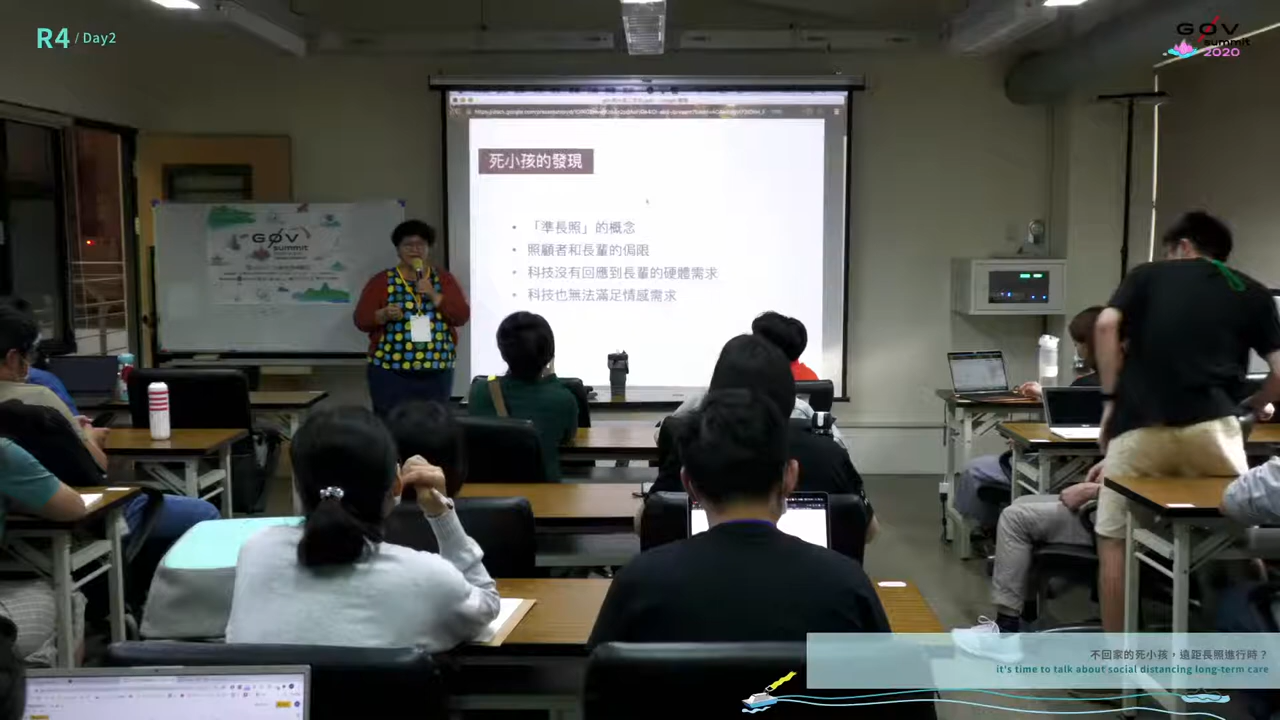 R4 / Day2
GØV
summit
2020
死小孩的發現
• 「準長照」的概念
• 照顧者和長輩的侷限
• 科技沒有回應到長輩的硬體需求
• 科技也無法滿足情感需求
GØV
summit
不回家的死小孩，遠距長照進行時？
it's time to talk about social distancing long-term care